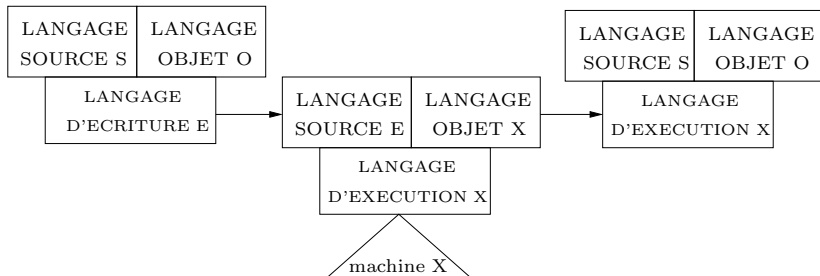 LANGAGE
SOURCE S
LANGAGE
OBJET O
LANGAGE
D'ECRITURE E
LANGAGE
SOURCE E
LANGAGE
OBJET X
LANGAGE
D'EXECUTION X
machine X
LANGAGE
SOURCE S
LANGAGE
OBJET O
LANGAGE
D'EXECUTION X